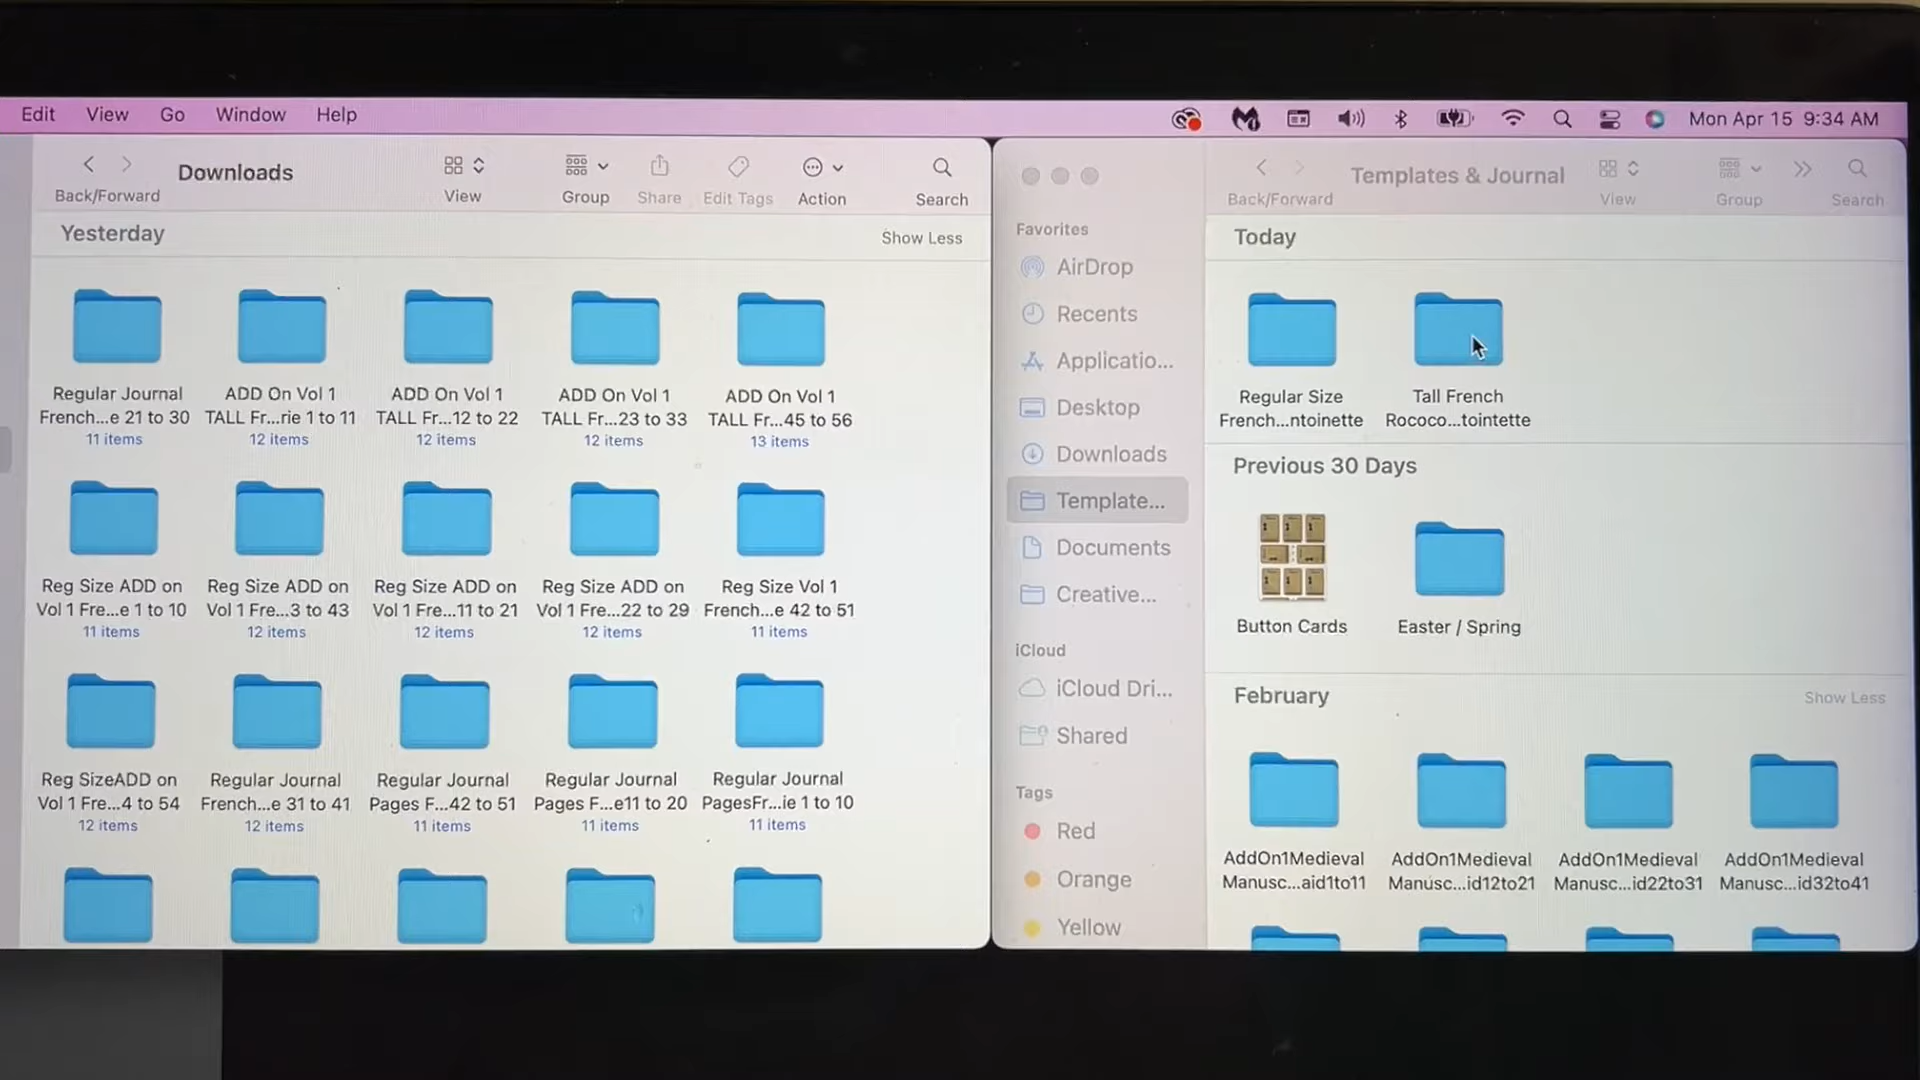 Edit View Go Window Help Mon Apr 15 9:34 AM
Downloads
Back/Forward View Group Share Edit Tags Action Search
Yesterday Show Less
Regular Journal
French...e 21 to 30
11 items
ADD On Vol 1
TALL Fr...rie 1 to 11
12 items
ADD On Vol 1
TALL Fr...12 to 22
12 items
ADD On Vol 1
TALL Fr...23 to 33
12 items
ADD On Vol 1
TALL Fr...45 to 56
13 items
Reg Size ADD on
Vol 1 Fre...e 1 to 10
11 items
Reg Size ADD on
Vol 1 Fre...3 to 43
12 items
Reg Size ADD on
Vol 1 Fre...11 to 21
12 items
Reg Size ADD on
Vol 1 Fre...22 to 29
12 items
Reg Size Vol 1
French...e 42 to 51
11 items
Reg SizeADD on
Vol 1 Fre...4 to 54
12 items
Regular Journal
French...e 31 to 41
12 items
Regular Journal
Pages F...42 to 51
11 items
Regular Journal
Pages F...e11 to 20
11 items
Regular Journal
PagesFr...ie 1 to 10
11 items
Templates & Journal
Back/Forward View Group Search
Favorites
AirDrop
Recents
Applicatio...
Desktop
Downloads
Template...
Documents
Creative...
iCloud
iCloud Dri...
Shared
Tags
Red
Orange
Yellow
Today
Regular Size
French...ntoinette
Tall French
Rococo...tointette
Previous 30 Days
Button Cards
Easter / Spring
February Show Less
AddOn1Medieval
Manusc...aid1to11
AddOn1Medieval
Manusc...id12to21
AddOn1Medieval
Manusc...id22to31
AddOn1Medieval
Manusc...id32to41